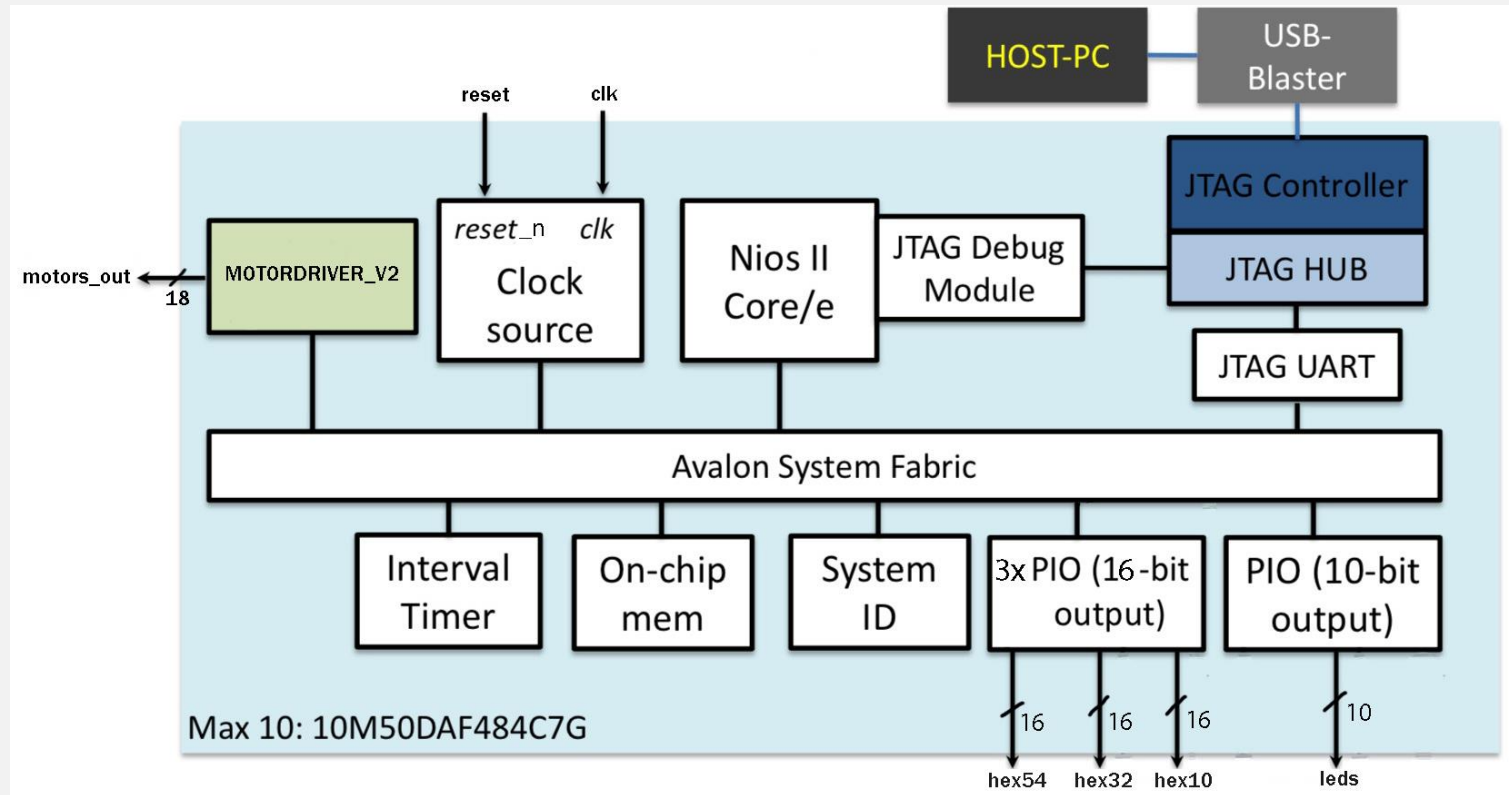 HOST-PC
USB-
Blaster
reset
clk
JTAG Controller
JTAG HUB
MOTORDRIVER_V2
motors_out
18
reset_n
clk
Clock
source
Nios II
Core/e
JTAG Debug
Module
JTAG UART
Avalon System Fabric
Interval
Timer
On-chip
mem
System
ID
3x PIO (16-bit
output)
PIO (10-bit
output)
16
16
16
10
Max 10: 10M50DAF484C7G
hex54
hex32
hex10
leds